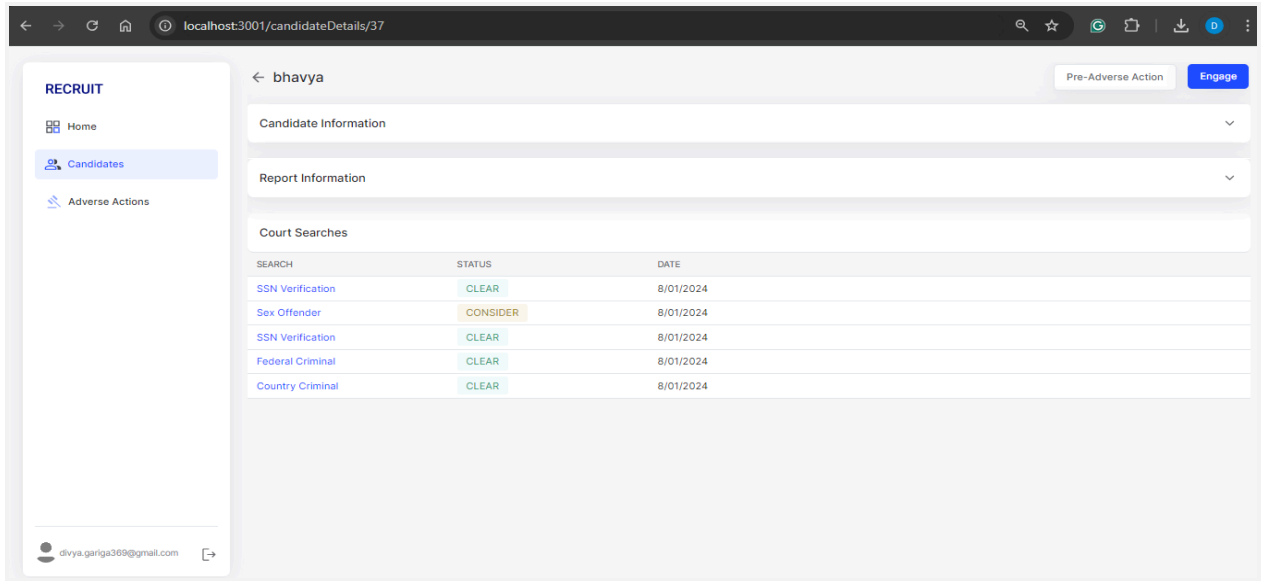 localhost:3001/candidateDetails/37
G
D
RECRUIT
Home
Candidates
Adverse Actions
divya.gariga369@gmail.com
bhavya
Pre-Adverse Action
Engage
Candidate Information
Report Information
Court Searches
SEARCH STATUS DATE
SSN Verification CLEAR 8/01/2024
Sex Offender CONSIDER 8/01/2024
SSN Verification CLEAR 8/01/2024
Federal Criminal CLEAR 8/01/2024
Country Criminal CLEAR 8/01/2024